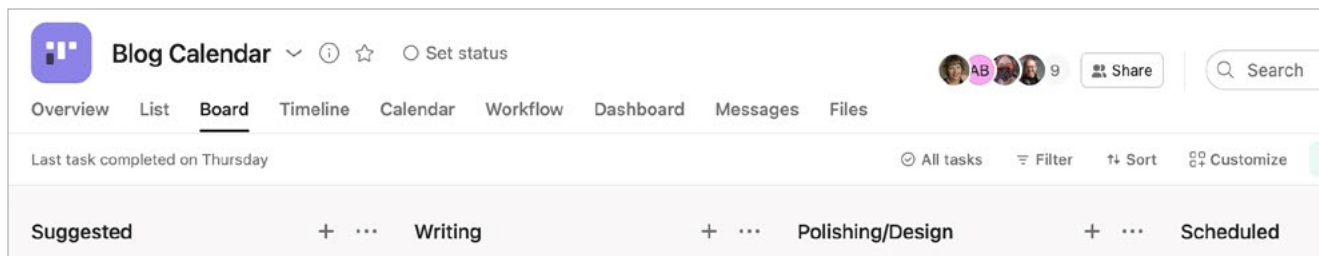 Blog Calendar Set status
AB 9 Share Search
Overview List Board Timeline Calendar Workflow Dashboard Messages Files
Last task completed on Thursday All tasks Filter Sort Customize
Suggested Writing Polishing/Design Scheduled